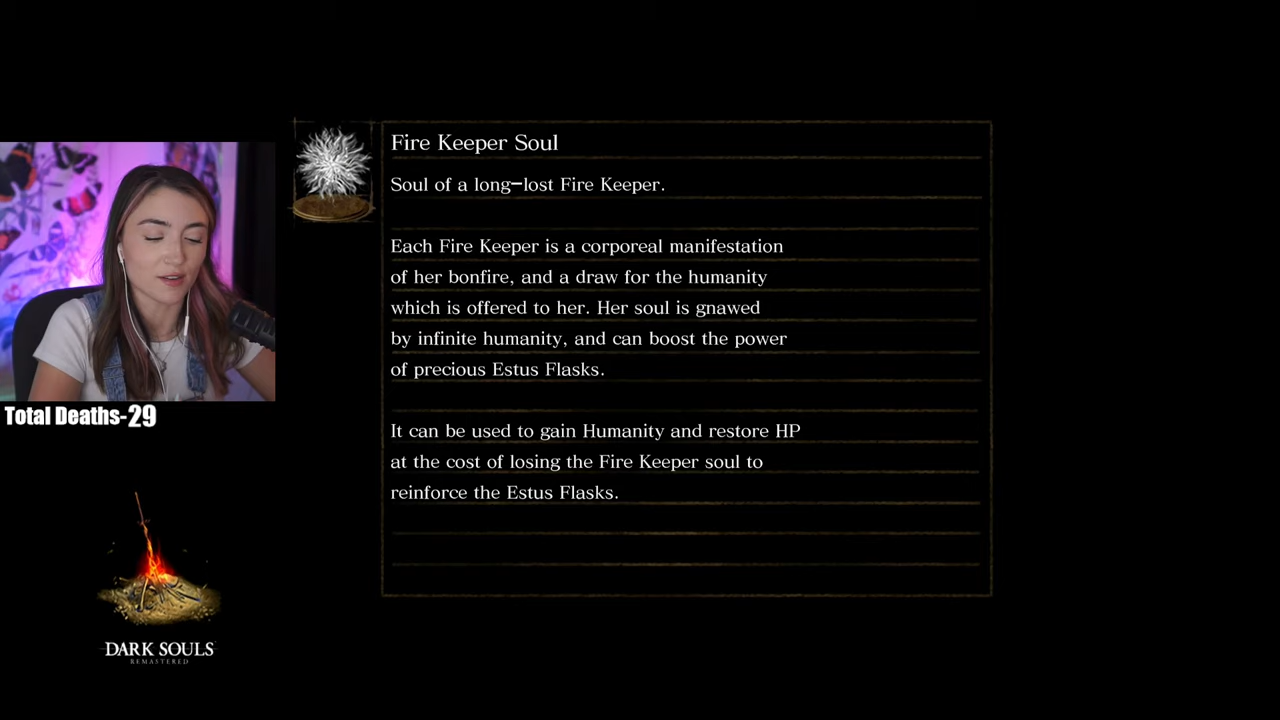 Fire Keeper Soul
Soul of a long-lost Fire Keeper.
Each Fire Keeper is a corporeal manifestation
of her bonfire, and a draw for the humanity
which is offered to her. Her soul is gnawed
by infinite humanity, and can boost the power
of precious Estus Flasks.
It can be used to gain Humanity and restore HP
at the cost of losing the Fire Keeper soul to
reinforce the Estus Flasks.
Total Deaths-29
DARK SOULS
REMASTERED